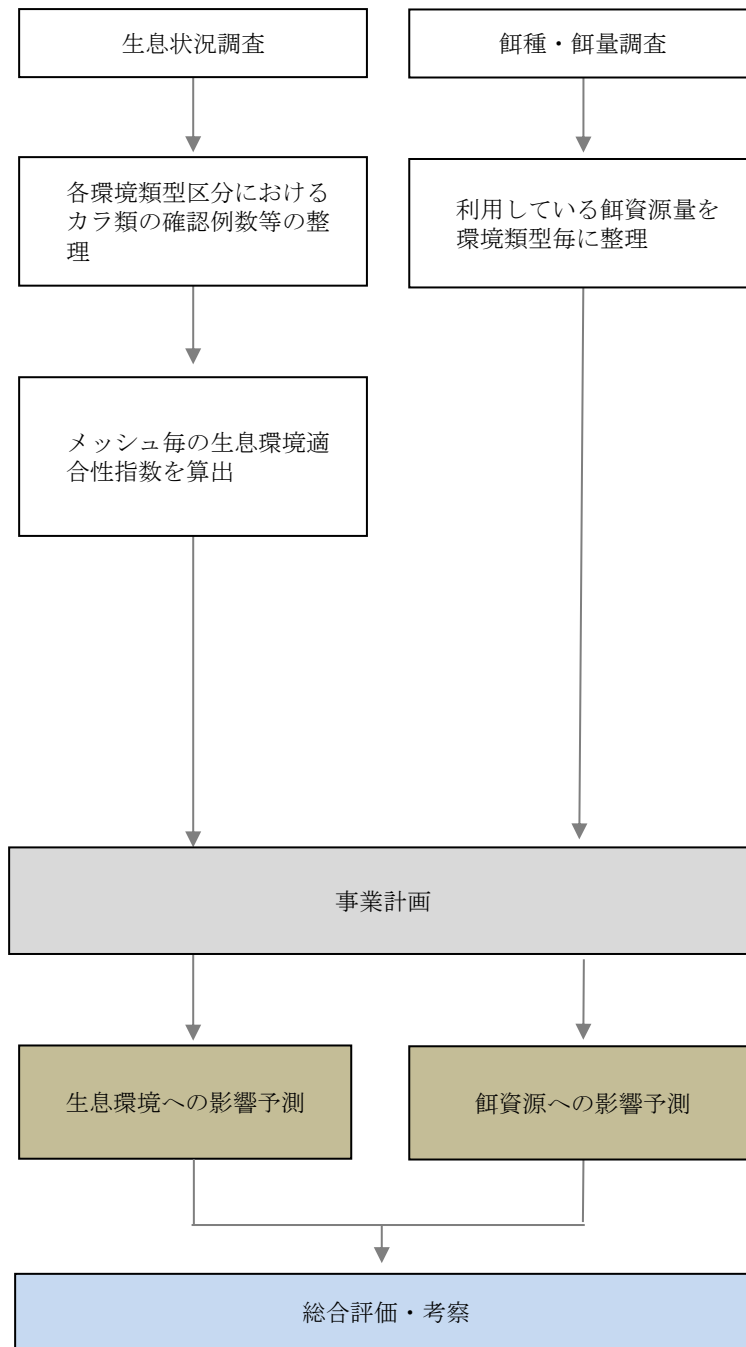 生息状況調査
餌種・餌量調査
各環境類型区分における
カラ類の確認例数等の整
理
利用している餌資源量を
環境類型毎に整理
メッシュ毎の生息環境適
合性指数を算出
事業計画
生息環境への影響予測
餌資源への影響予測
総合評価・考察